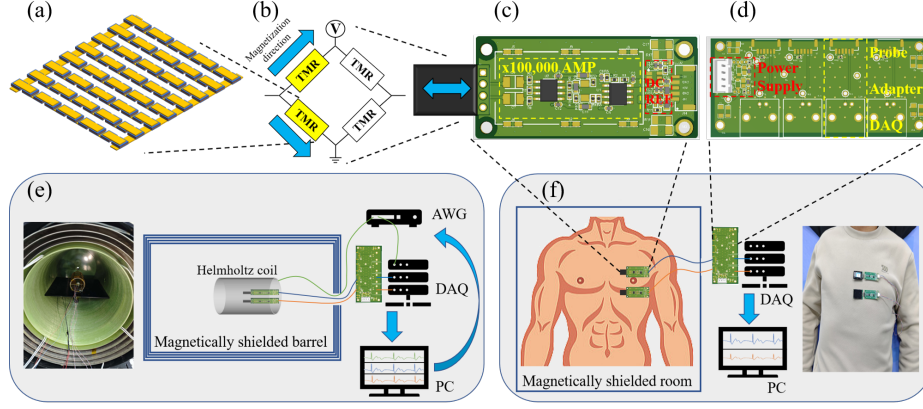 (a)
(b)
(c)
(d)
Magnetization
direction
V
TMR
TMR
TMR
TMR
x100,000 AMP
DC
REF
Power
Supply
Probe
Adapter
DAQ
(e)
Helmholtz coil
Magnetically shielded barrel
AWG
DAQ
PC
(f)
Magnetically shielded room
DAQ
PC